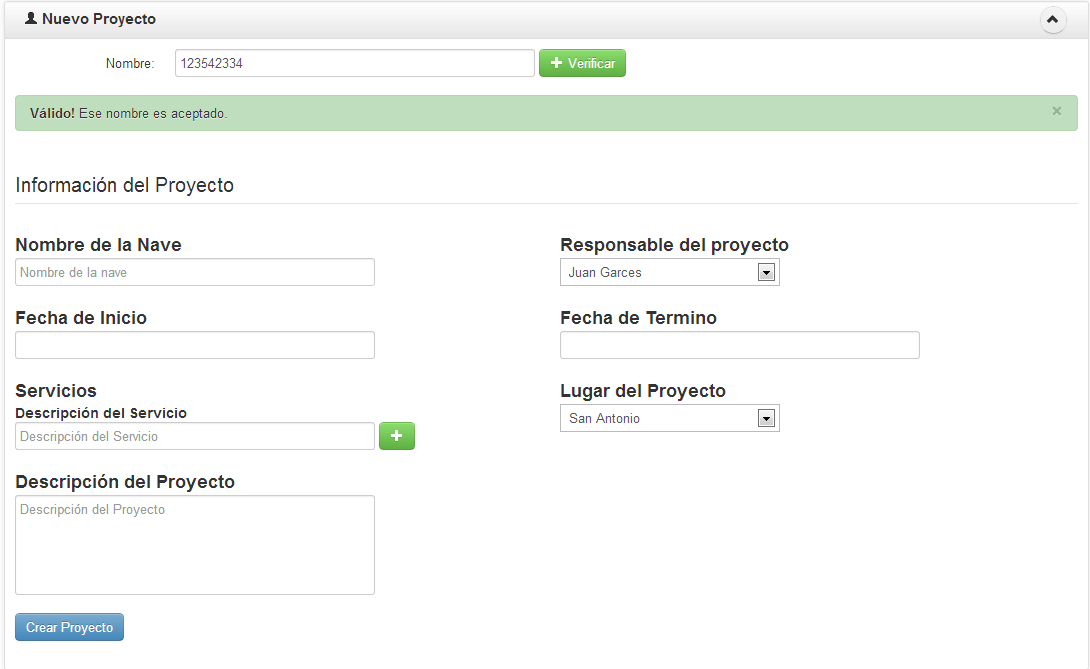 Nuevo Proyecto
Nombre: 123542334 Verificar
Válido! Ese nombre es aceptado. ×
Información del Proyecto
Nombre de la Nave
Nombre de la nave
Responsable del proyecto
Juan Garces
Fecha de Inicio
Fecha de Termino
Servicios
Descripción del Servicio
Descripción del Servicio
Lugar del Proyecto
San Antonio
Descripción del Proyecto
Descripción del Proyecto
Crear Proyecto